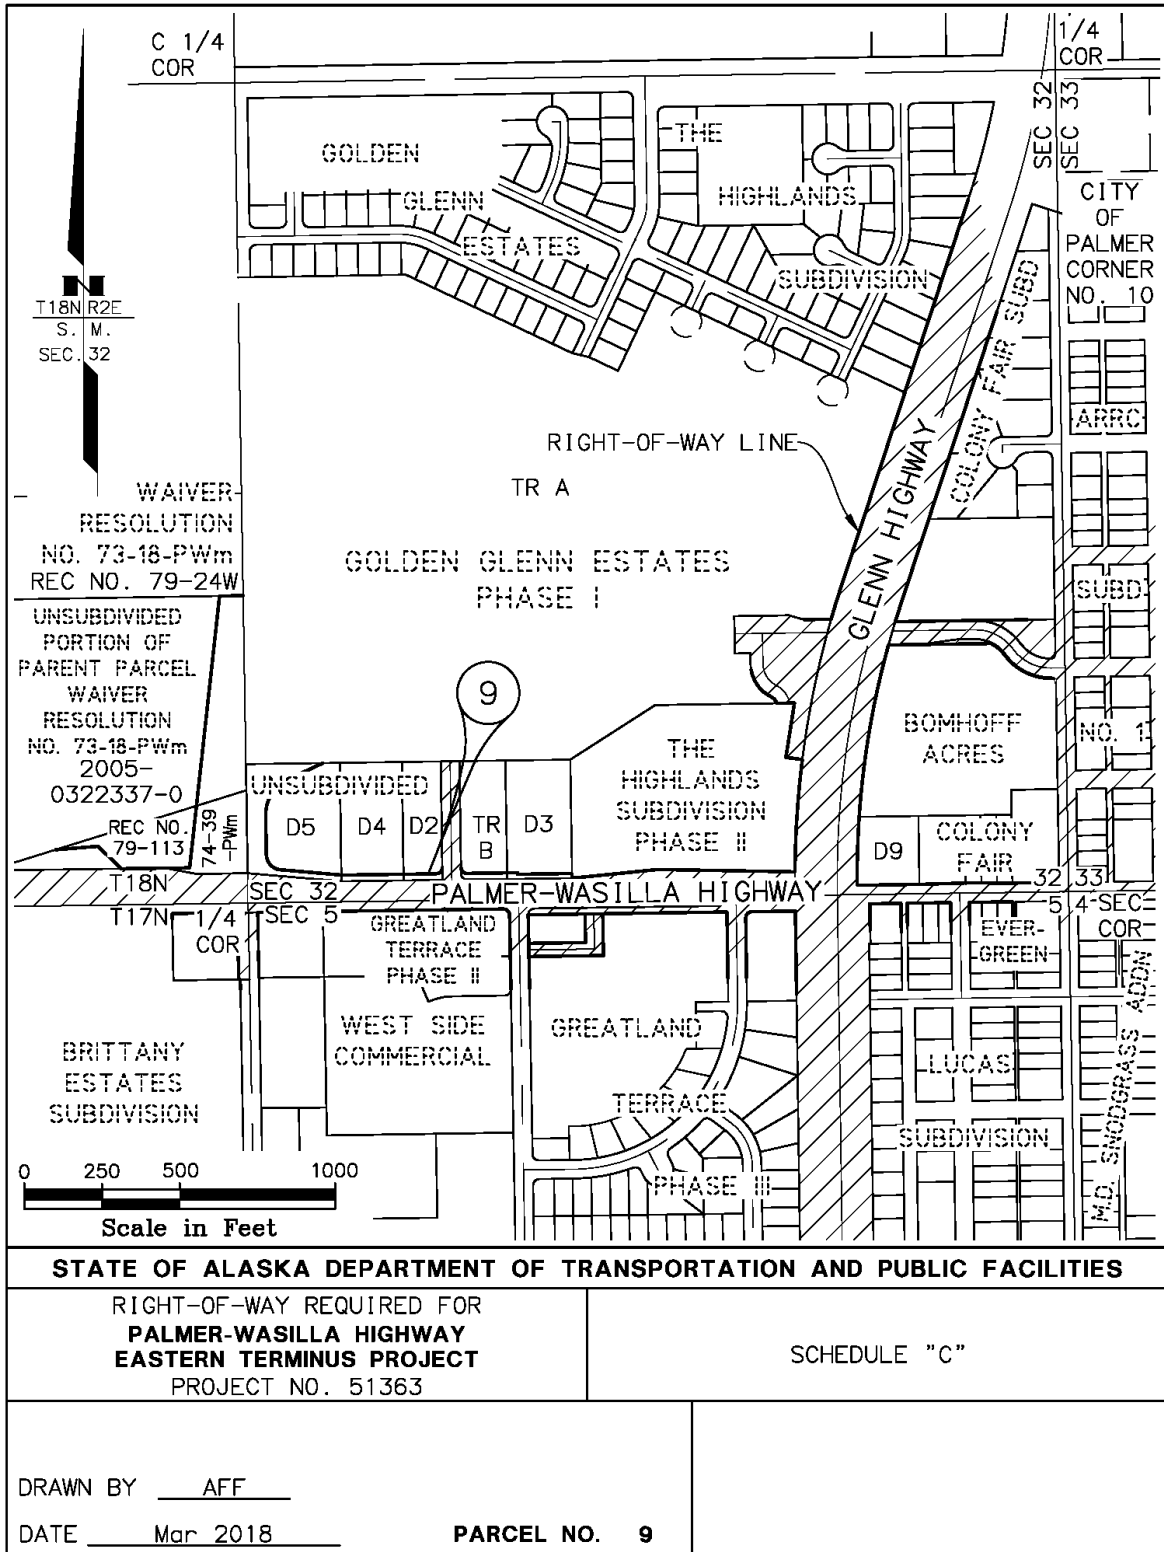 C 1/4
COR
1/4
COR
SEC 32
SEC 33
GOLDEN
GLENN
ESTATES
THE
HIGHLANDS
SUBDIVISION
CITY
OF
PALMER
CORNER
NO. 10
N
T18N R2E
S. M.
SEC. 32
COLONY FAIR SUBD
ARRC
RIGHT-OF-WAY LINE
TR A
GLENN HIGHWAY
WAIVER
RESOLUTION
NO. 73-18-PWm
REC NO. 79-24W
GOLDEN GLENN ESTATES
PHASE I
SUBD
UNSUBDIVIDED
PORTION OF
PARENT PARCEL
WAIVER
RESOLUTION
NO. 73-18-PWm
2005-
0322337-0
REC NO.
79-113
74-39
-PWm
9
BOMHOFF
ACRES
NO. 1
THE
HIGHLANDS
SUBDIVISION
PHASE II
UNSUBDIVIDED
D5
D4
D2
TR
B
D3
D9
COLONY
FAIR
T18N
SEC 32
PALMER-WASILLA HIGHWAY
32 33
T17N
1/4
COR
SEC 5
5 4
SEC
COR
GREATLAND
TERRACE
PHASE II
EVER-
GREEN
WEST SIDE
COMMERCIAL
GREATLAND
TERRACE
PHASE III
BRITTANY
ESTATES
SUBDIVISION
LUCAS
SUBDIVISION
M.D. SNODGRASS ADDN
0 250 500 1000
Scale in Feet
STATE OF ALASKA DEPARTMENT OF TRANSPORTATION AND PUBLIC FACILITIES
RIGHT-OF-WAY REQUIRED FOR
PALMER-WASILLA HIGHWAY
EASTERN TERMINUS PROJECT
PROJECT NO. 51363
SCHEDULE "C"
DRAWN BY AFF
DATE Mar 2018
PARCEL NO. 9